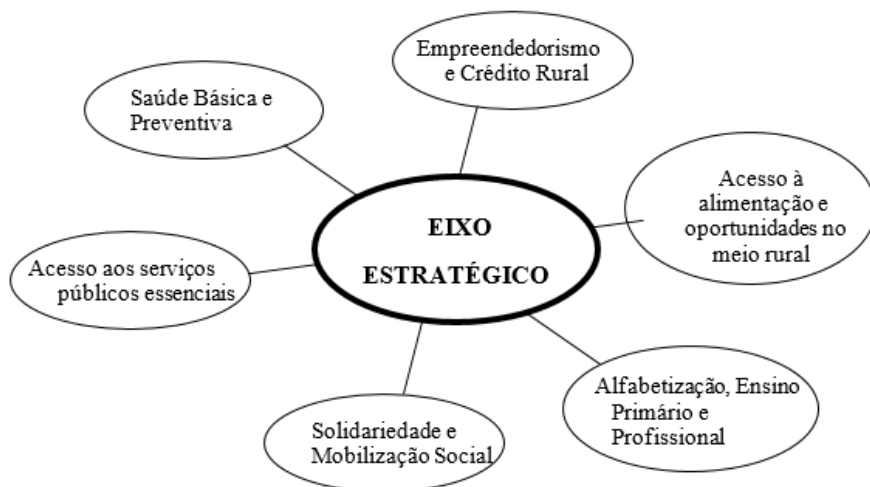 Empreendedorismo
e Crédito Rural
Saúde Básica e
Preventiva
Acesso à
alimentação e
oportunidades no
meio rural
EIXO
ESTRATÉGICO
Acesso aos serviços
públicos essenciais
Alfabetização, Ensino
Primário e
Profissional
Solidariedade e
Mobilização Social